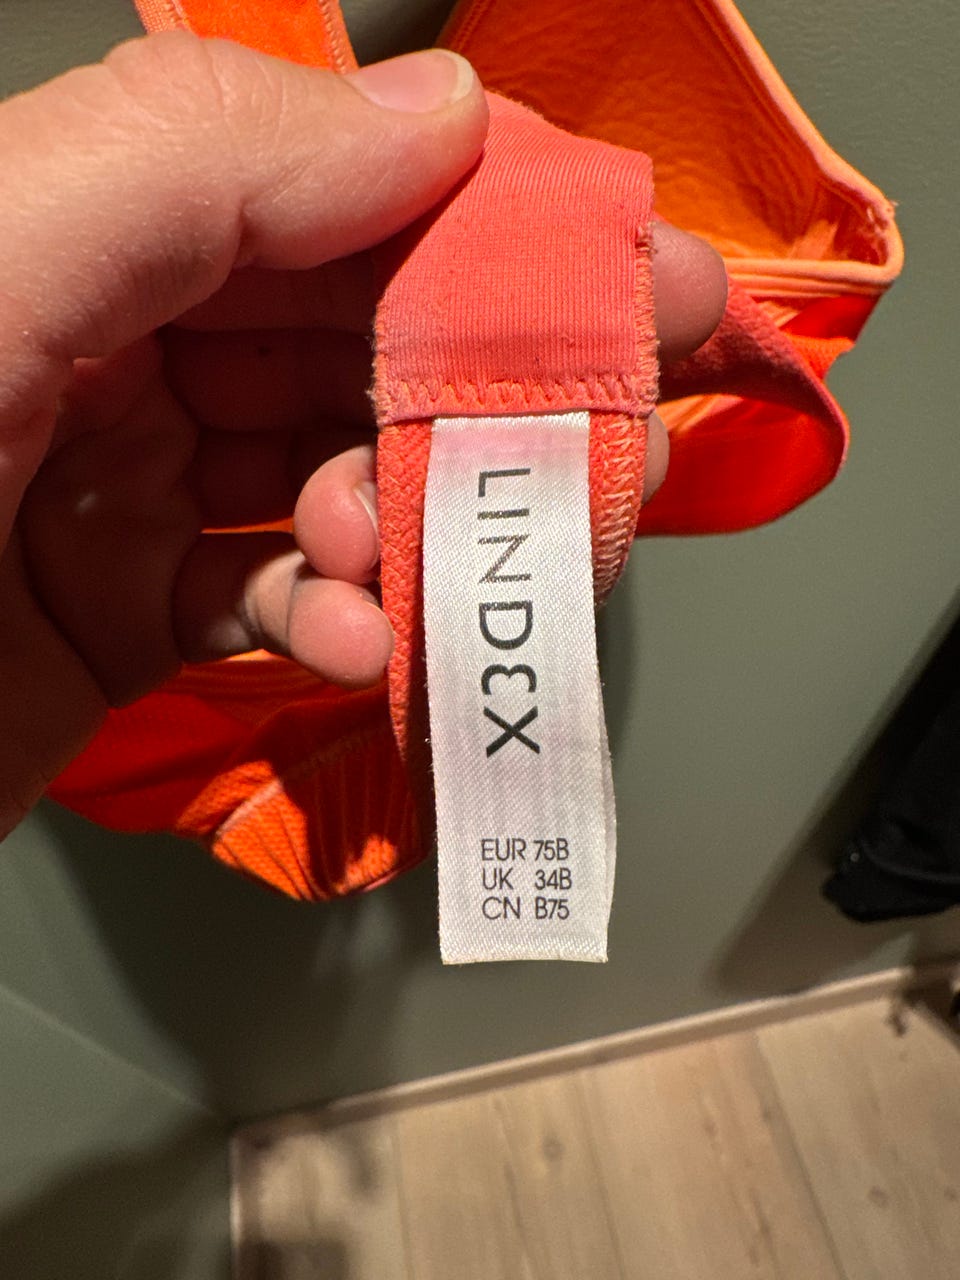 LINDEX
EUR 75B
UK 34B
CN B75